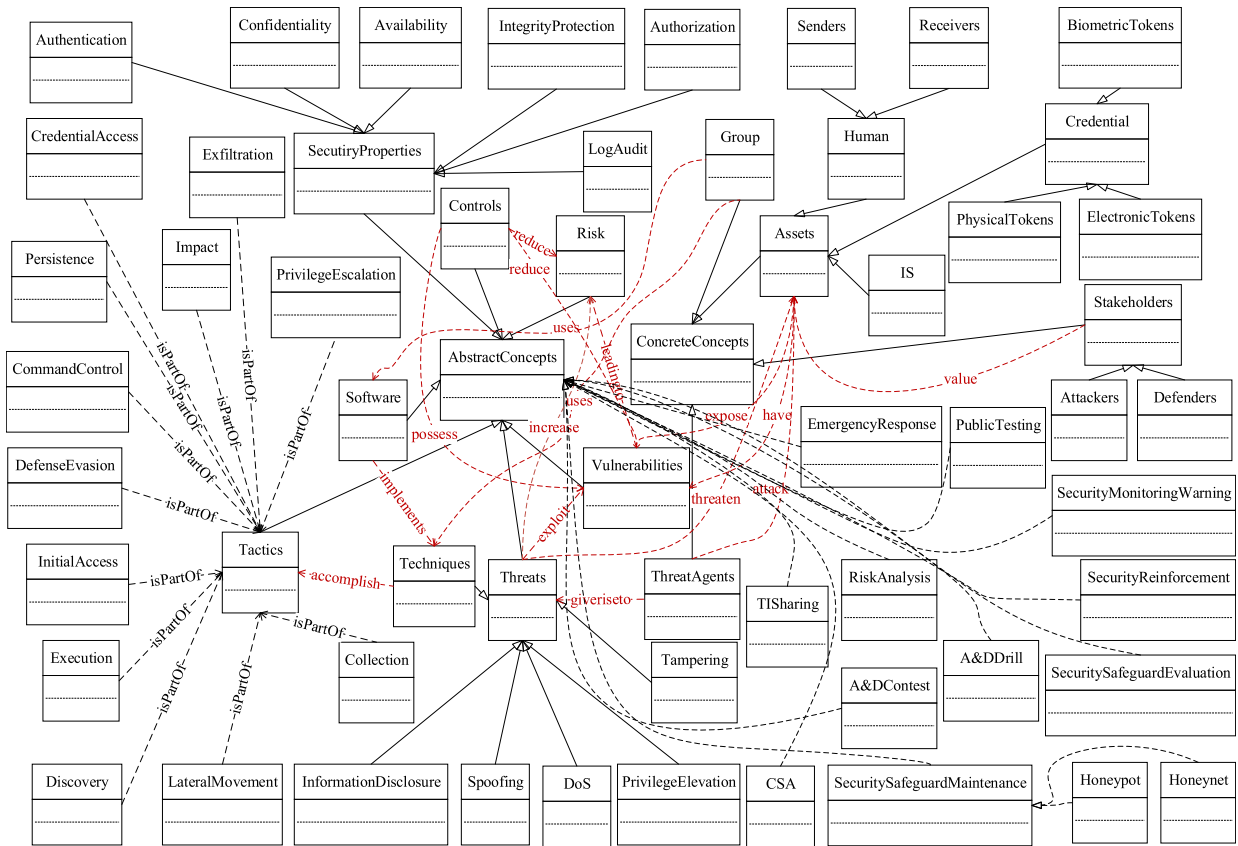 Confidentiality
Availability
IntegrityProtection
Authorization
Senders
Receivers
BiometricTokens
Authentication
CredentialAccess
Exfiltration
SecutiryProperties
LogAudit
Group
Human
Credential
Controls
Risk
Assets
PhysicalTokens
ElectronicTokens
Persistence
Impact
PrivilegeEscalation
reduce
reduce
IS
Stakeholders
uses
isPartOf
isPartOf
isPartOf
isPartOf
isPartOf
isPartOf
CommandControl
Software
AbstractConcepts
ConcreteConcepts
leadingto
value
Attackers
Defenders
uses
expose
have
possess
increase
EmergencyResponse
PublicTesting
DefenseEvasion
isPartOf
implements
Vulnerabilities
threaten
attack
SecurityMonitoringWarning
exploit
InitialAccess
isPartOf
Tactics
accomplish
Techniques
Threats
giveriseto
ThreatAgents
TISharing
RiskAnalysis
SecurityReinforcement
isPartOf
isPartOf
Execution
isPartOf
isPartOf
Collection
Tampering
A&DContest
A&DDrill
SecuritySafeguardEvaluation
Discovery
LateralMovement
InformationDisclosure
Spoofing
DoS
PrivilegeElevation
CSA
SecuritySafeguardMaintenance
Honeypot
Honeynet